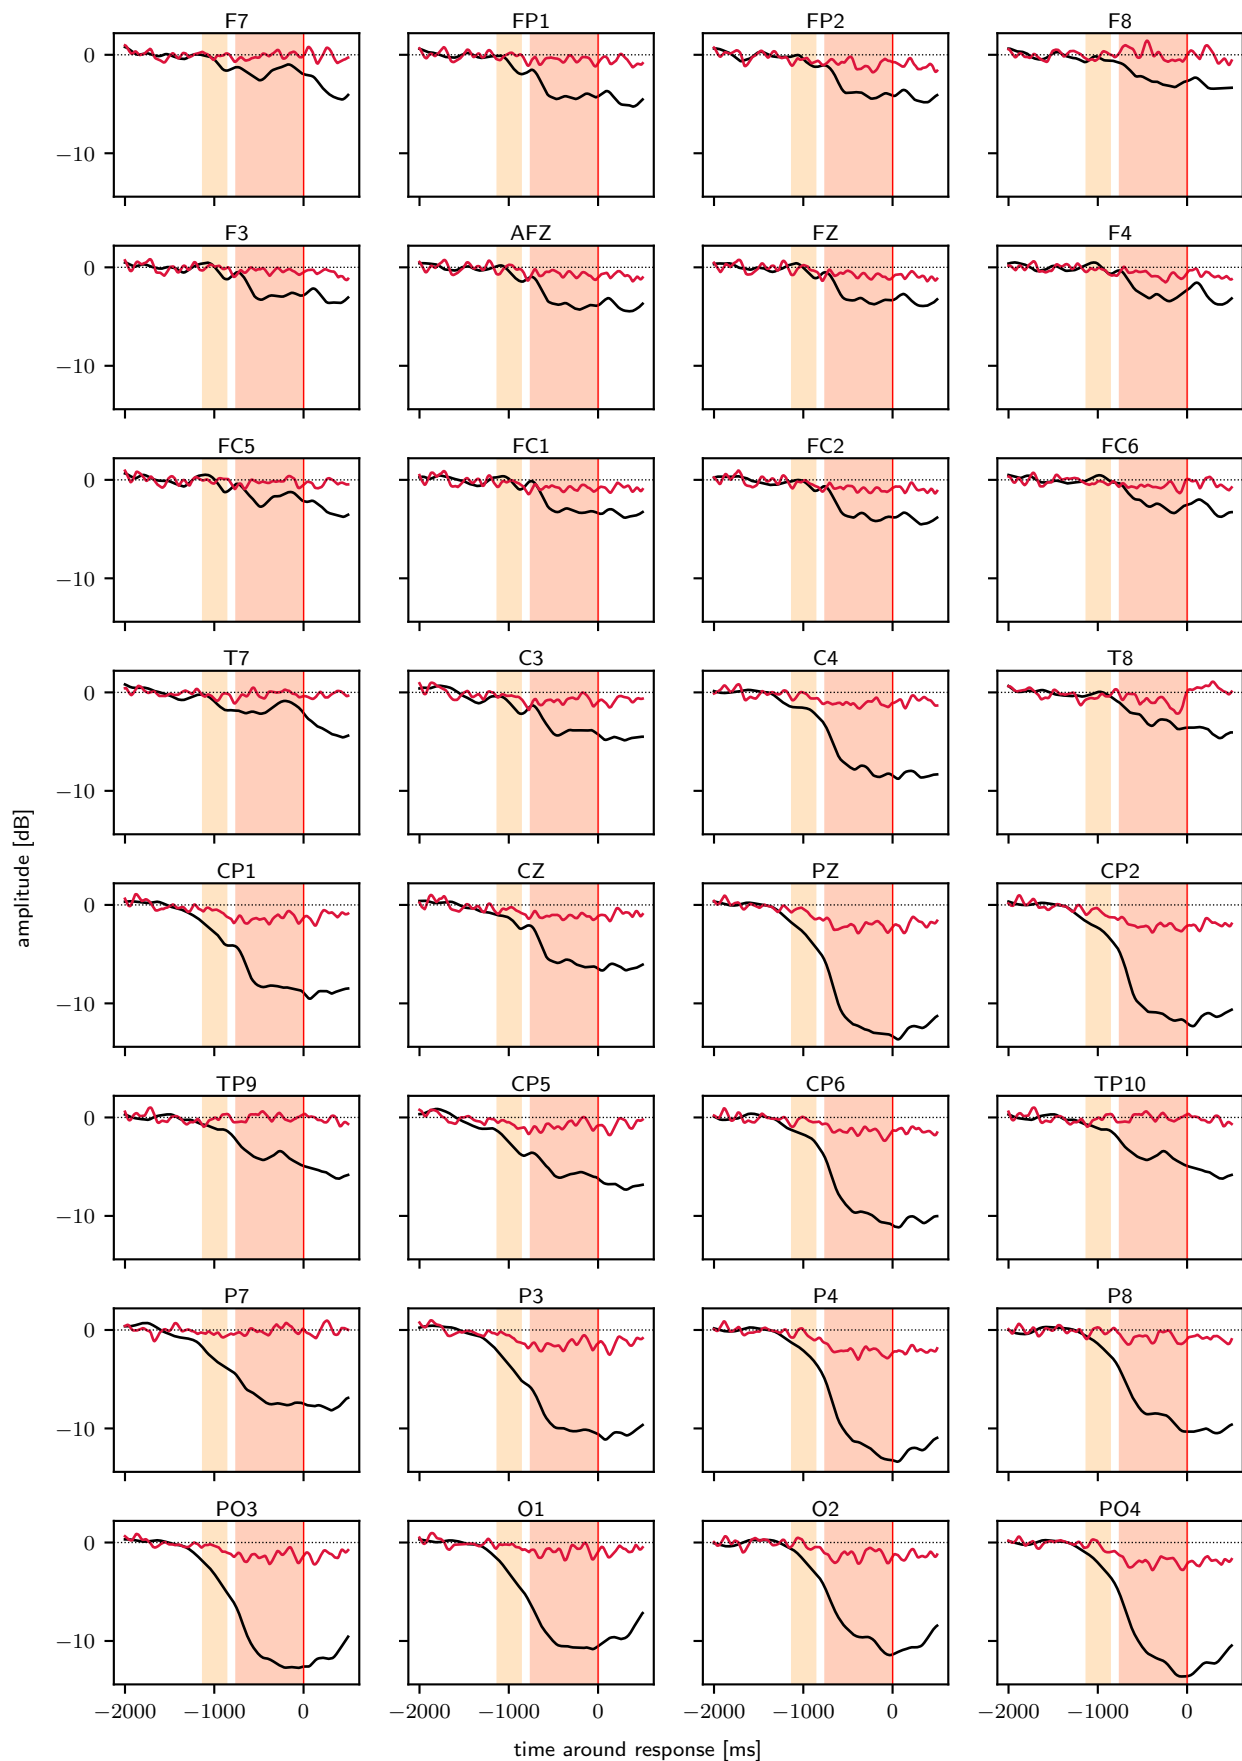 F7 FP1 FP2 F8
0
−10
F3 AFZ FZ F4
0
−10
FC5 FC1 FC2 FC6
0
−10
T7 C3 C4 T8
0
−10
amplitude [dB]
CP1 CZ PZ CP2
0
−10
TP9 CP5 CP6 TP10
0
−10
P7 P3 P4 P8
0
−10
PO3 O1 O2 PO4
0
−10
−2000 −1000 0 −2000 −1000 0 −2000 −1000 0 −2000 −1000 0
time around response [ms]